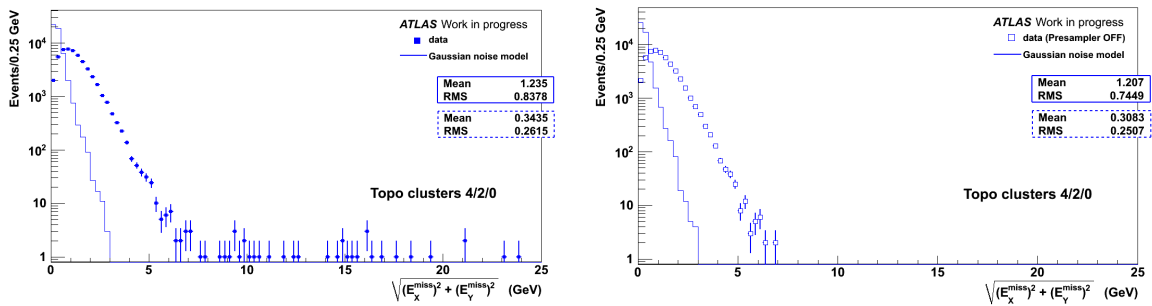 Events/0.25 GeV
10⁴
10³
10²
10
1
ATLAS Work in progress
data
Gaussian noise model
Mean 1.235
RMS 0.8378
Mean 0.3435
RMS 0.2615
Topo clusters 4/2/0
0 5 10 15 20 25
√(E_X^miss)² + (E_Y^miss)² (GeV)
Events/0.25 GeV
10⁴
10³
10²
10
1
ATLAS Work in progress
data (Presampler OFF)
Gaussian noise model
Mean 1.207
RMS 0.7449
Mean 0.3083
RMS 0.2507
Topo clusters 4/2/0
0 5 10 15 20 25
√(E_X^miss)² + (E_Y^miss)² (GeV)